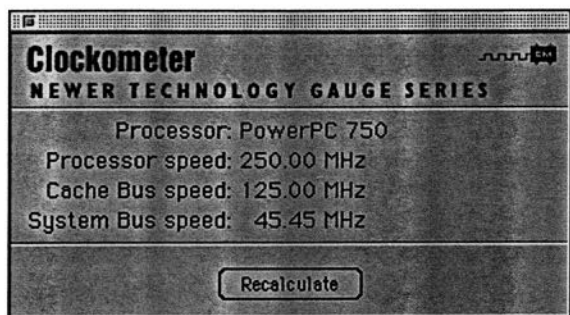 Clockometer
CM
NEWER TECHNOLOGY GAUGE SERIES
Processor: PowerPC 750
Processor speed: 250.00 MHz
Cache Bus speed: 125.00 MHz
System Bus speed: 45.45 MHz
Recalculate